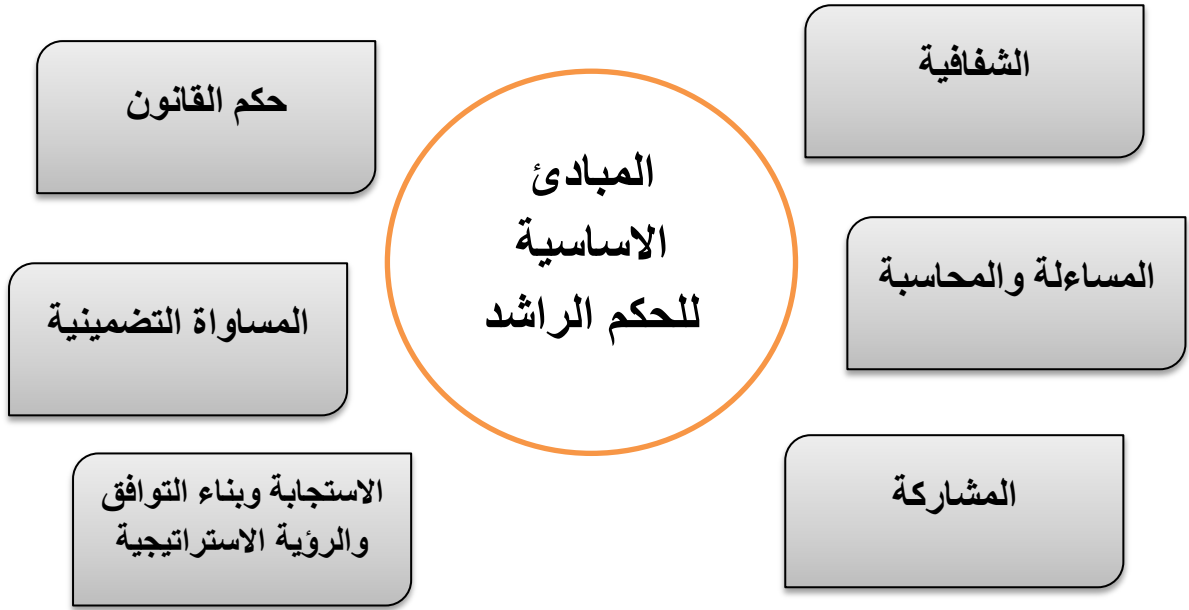 الشفافية
حكم القانون
المبادئ
الاساسية
للحكم الراشد
المساءلة والمحاسبة
المساواة التضمينية
المشاركة
الاستجابة وبناء التوافق
والرؤية الاستراتيجية